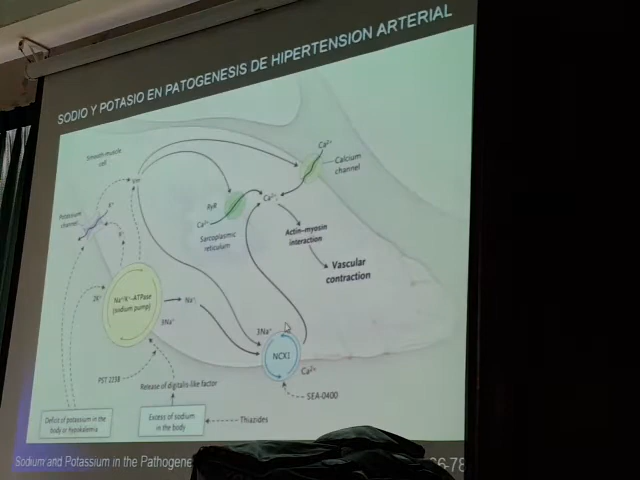 SODIO Y POTASIO EN PATOGENESIS DE HIPERTENSION ARTERIAL
Smooth-muscle
cell
Ca²⁺
Calcium
channel
Potassium
channel
K⁺
RyR
Ca²⁺
Sarcoplasmic
reticulum
Actin–myosin
interaction
Vascular
contraction
2K⁺
Na⁺/K⁺-ATPase
(sodium pump)
3Na⁺
3Na⁺
NCX1
Ca²⁺
PST 2238
Release of digitalis-like factor
SEA-0400
Deficit of potassium in the
body or hypokalemia
Excess of sodium
in the body
Thiazides
Sodium and Potassium in the Pathogene